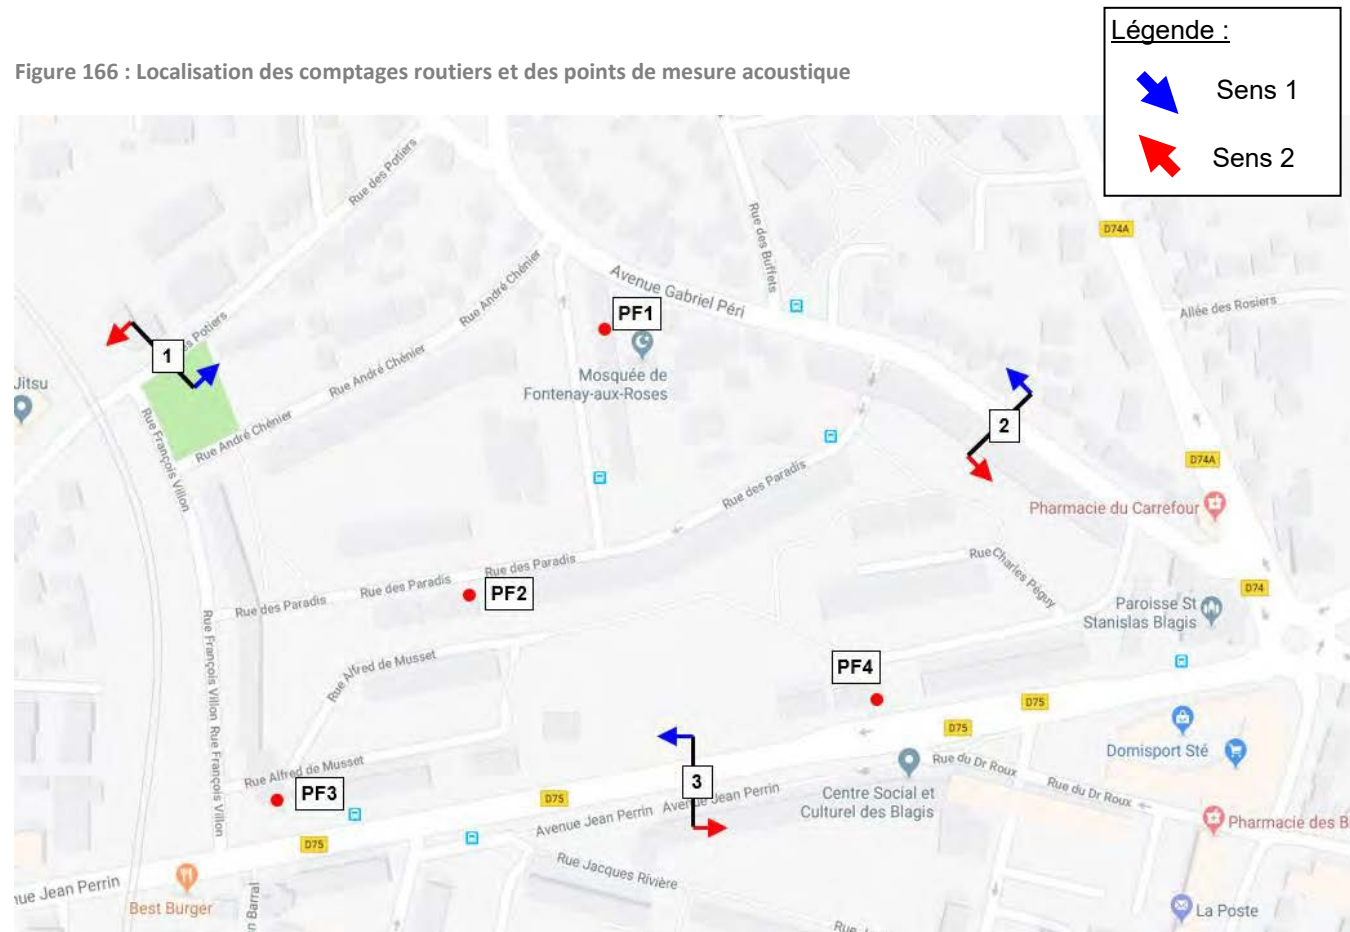 Légende :
Sens 1
Sens 2
Figure 166 : Localisation des comptages routiers et des points de mesure acoustique
Rue des Potiers
Rue des Buffets
D74A
Rue André Chénier
Avenue Gabriel Péri
Allée des Rosiers
PF1
1
es Potiers
Jitsu
Rue André Chénier
Mosquée de
Fontenay-aux-Roses
2
Rue François Villon
Rue André Chénier
D74A
Rue des Paradis
Pharmacie du Carrefour
Rue des Paradis
Rue des Paradis
Rue des Paradis
PF2
Rue Charles Péguy
D74
Paroisse St
Stanislas Blagis
Rue François Villon
Rue François Villon
Rue Alfred de Musset
PF4
D75
D75
Domisport Sté
Rue Alfred de Musset
PF3
3
Centre Social et
Culturel des Blagis
Rue du Dr Roux
Rue du Dr Roux
D75
Avenue Jean Perrin
Avenue Jean Perrin
Pharmacie des B
D75
Rue Jacques Rivière
nue Jean Perrin
Best Burger
n Barral
La Poste
Rue J